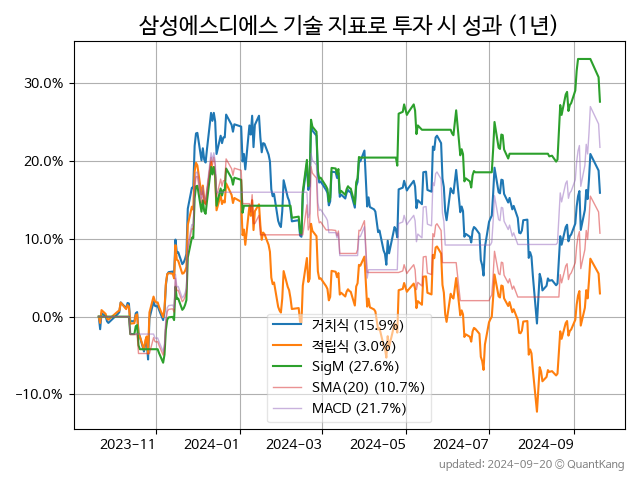 삼성에스디에스 기술 지표로 투자 시 성과 (1년)
30.0%
20.0%
10.0%
0.0%
−10.0%
거치식 (15.9%)
적립식 (3.0%)
SigM (27.6%)
SMA(20) (10.7%)
MACD (21.7%)
2023-11 2024-01 2024-03 2024-05 2024-07 2024-09
updated: 2024-09-20 © QuantKang